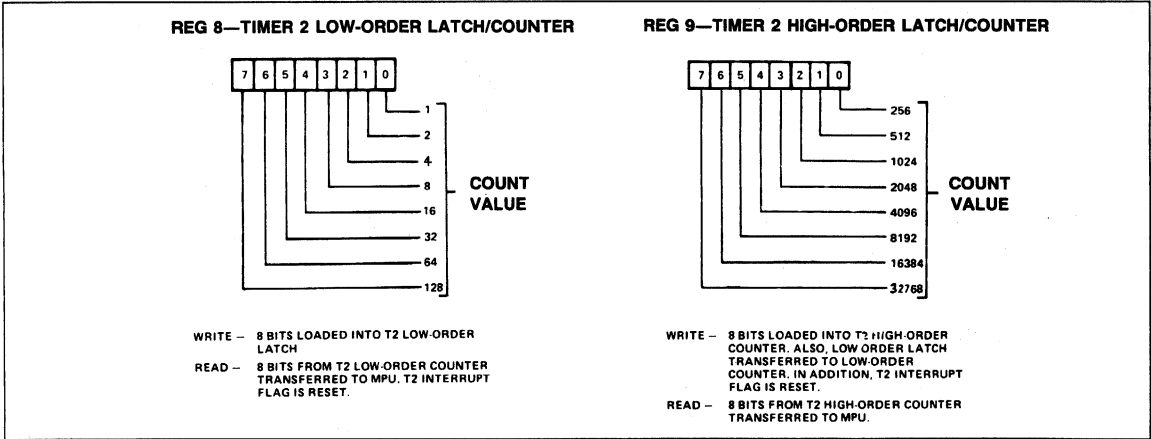 REG 8—TIMER 2 LOW-ORDER LATCH/COUNTER
7 6 5 4 3 2 1 0
1
2
4
8
16
32
64
128
COUNT
VALUE
WRITE – 8 BITS LOADED INTO T2 LOW-ORDER
LATCH
READ – 8 BITS FROM T2 LOW-ORDER COUNTER
TRANSFERRED TO MPU. T2 INTERRUPT
FLAG IS RESET.
REG 9—TIMER 2 HIGH-ORDER LATCH/COUNTER
7 6 5 4 3 2 1 0
256
512
1024
2048
4096
8192
16384
32768
COUNT
VALUE
WRITE – 8 BITS LOADED INTO T2 HIGH-ORDER
COUNTER. ALSO, LOW ORDER LATCH
TRANSFERRED TO LOW-ORDER
COUNTER. IN ADDITION, T2 INTERRUPT
FLAG IS RESET.
READ – 8 BITS FROM T2 HIGH-ORDER COUNTER
TRANSFERRED TO MPU.